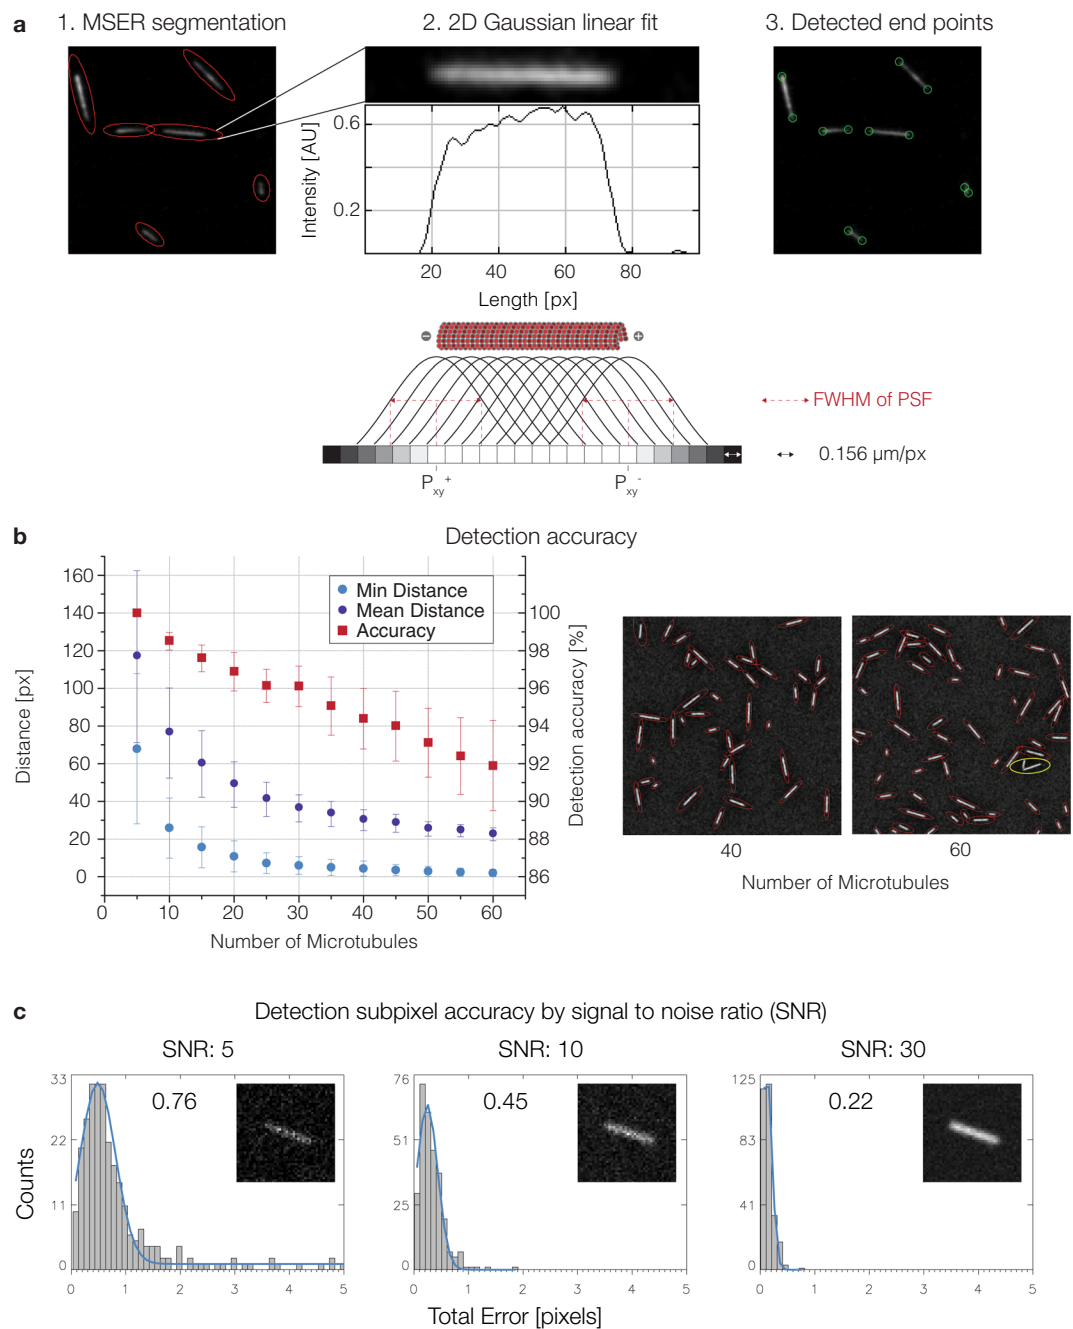 a
1. MSER segmentation
2. 2D Gaussian linear fit
3. Detected end points
Intensity [AU]
0.6
0.2
20 40 60 80
Length [px]
− +
FWHM of PSF
0.156 µm/px
Pxy+ Pxy-
b
Detection accuracy
Min Distance
Mean Distance
Accuracy
Distance [px]
160
140
120
100
80
60
40
20
0
Detection accuracy [%]
100
98
96
94
92
90
88
86
0 10 20 30 40 50 60
Number of Microtubules
40 60
Number of Microtubules
c
Detection subpixel accuracy by signal to noise ratio (SNR)
SNR: 5
SNR: 10
SNR: 30
Counts
33
22
11
0
0.76
0 1 2 3 4 5
76
51
25
0
0.45
0 1 2 3 4 5
125
83
41
0
0.22
0 1 2 3 4 5
Total Error [pixels]